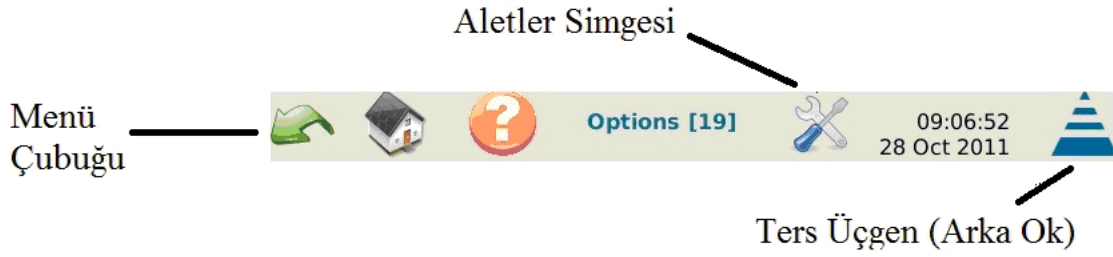 Aletler Simgesi
Menü
Çubuğu
?
Options [19]
09:06:52
28 Oct 2011
Ters Üçgen (Arka Ok)